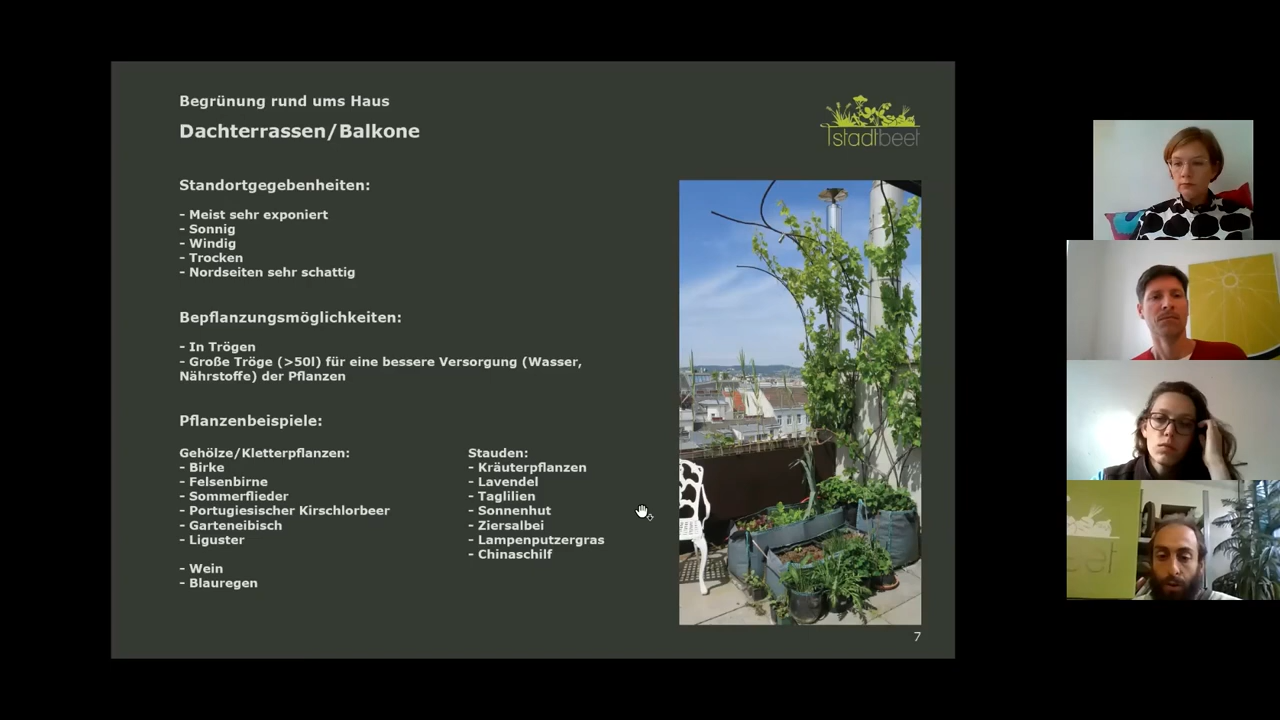 Begrünung rund ums Haus
Dachterrassen/Balkone
stadtbeet
Standortgegebenheiten:
- Meist sehr exponiert
- Sonnig
- Windig
- Trocken
- Nordseiten sehr schattig
Bepflanzungsmöglichkeiten:
- In Trögen
- Große Tröge (>50l) für eine bessere Versorgung (Wasser,
Nährstoffe) der Pflanzen
Pflanzenbeispiele:
Gehölze/Kletterpflanzen:
- Birke
- Felsenbirne
- Sommerflieder
- Portugiesischer Kirschlorbeer
- Garteneibisch
- Liguster
- Wein
- Blauregen
Stauden:
- Kräuterpflanzen
- Lavendel
- Taglilien
- Sonnenhut
- Ziersalbei
- Lampenputzergras
- Chinaschilf
7
eet